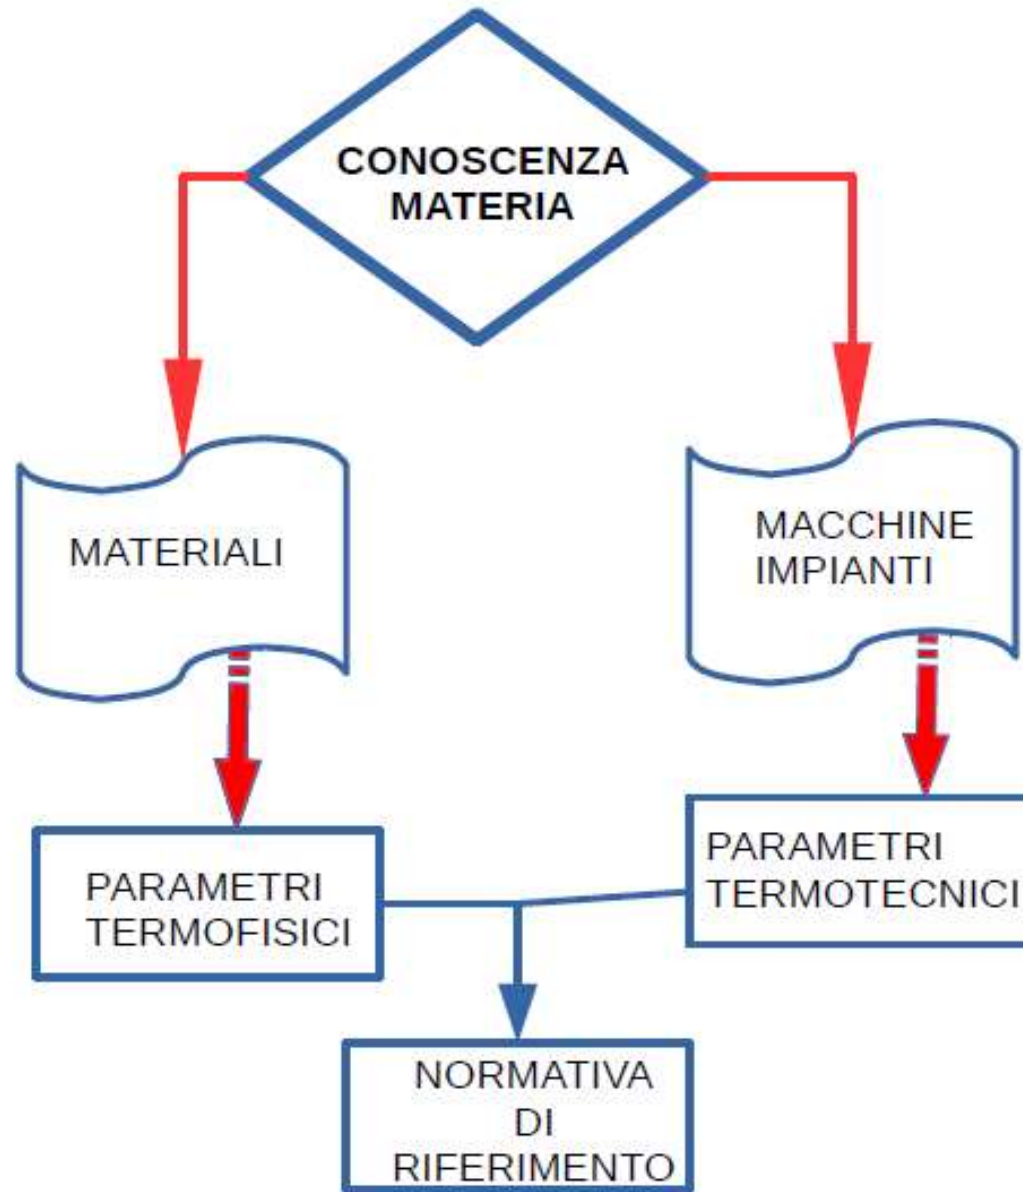 CONOSCENZA
MATERIA
MATERIALI
MACCHINE
IMPIANTI
PARAMETRI
TERMOFISICI
PARAMETRI
TERMOTECNICI
NORMATIVA
DI
RIFERIMENTO